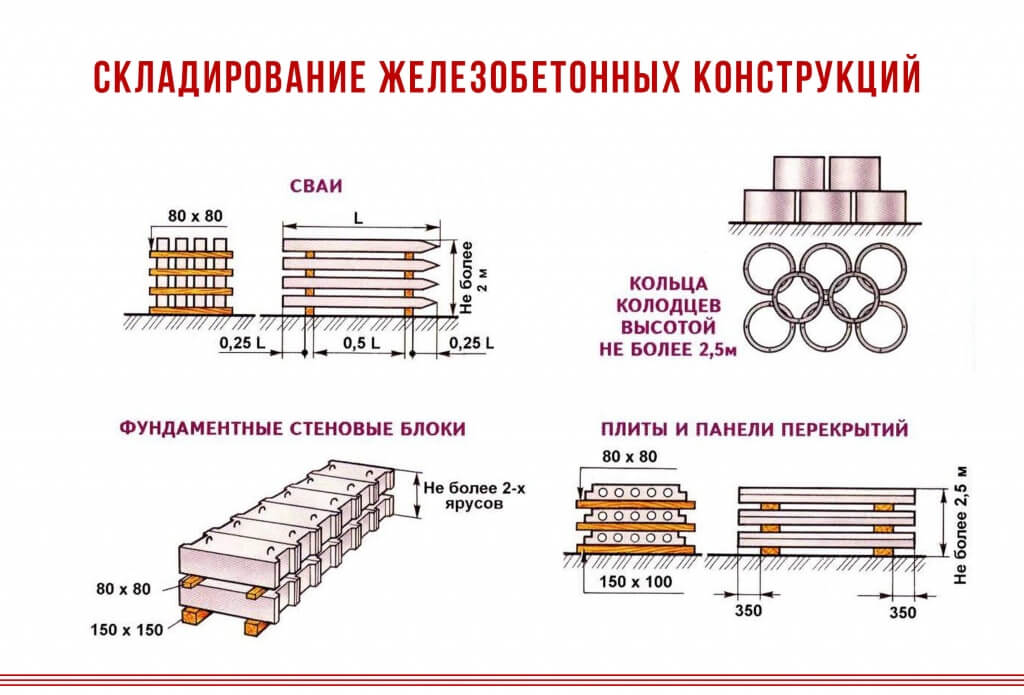 СКЛАДИРОВАНИЕ ЖЕЛЕЗОБЕТОННЫХ КОНСТРУКЦИЙ
СВАИ
80 x 80
L
Не более
2 м
0,25 L
0,5 L
0,25 L
КОЛЬЦА
КОЛОДЦЕВ
ВЫСОТОЙ
НЕ БОЛЕЕ 2,5м
ФУНДАМЕНТНЫЕ СТЕНОВЫЕ БЛОКИ
Не более 2-х
ярусов
80 x 80
150 x 150
ПЛИТЫ И ПАНЕЛИ ПЕРЕКРЫТИЙ
80 x 80
150 x 100
Не более 2,5 м
350
350